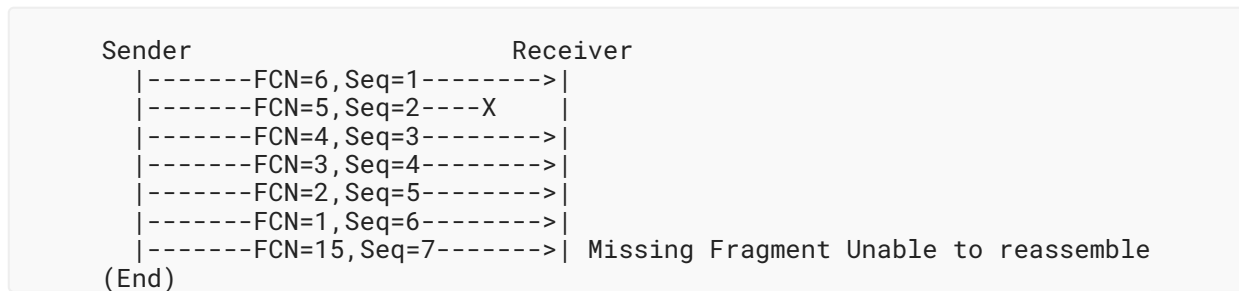 Sender                         Receiver
  |-------FCN=6,Seq=1-------->|
  |-------FCN=5,Seq=2----X    |
  |-------FCN=4,Seq=3-------->|
  |-------FCN=3,Seq=4-------->|
  |-------FCN=2,Seq=5-------->|
  |-------FCN=1,Seq=6-------->|
  |-------FCN=15,Seq=7------->| Missing Fragment Unable to reassemble
(End)